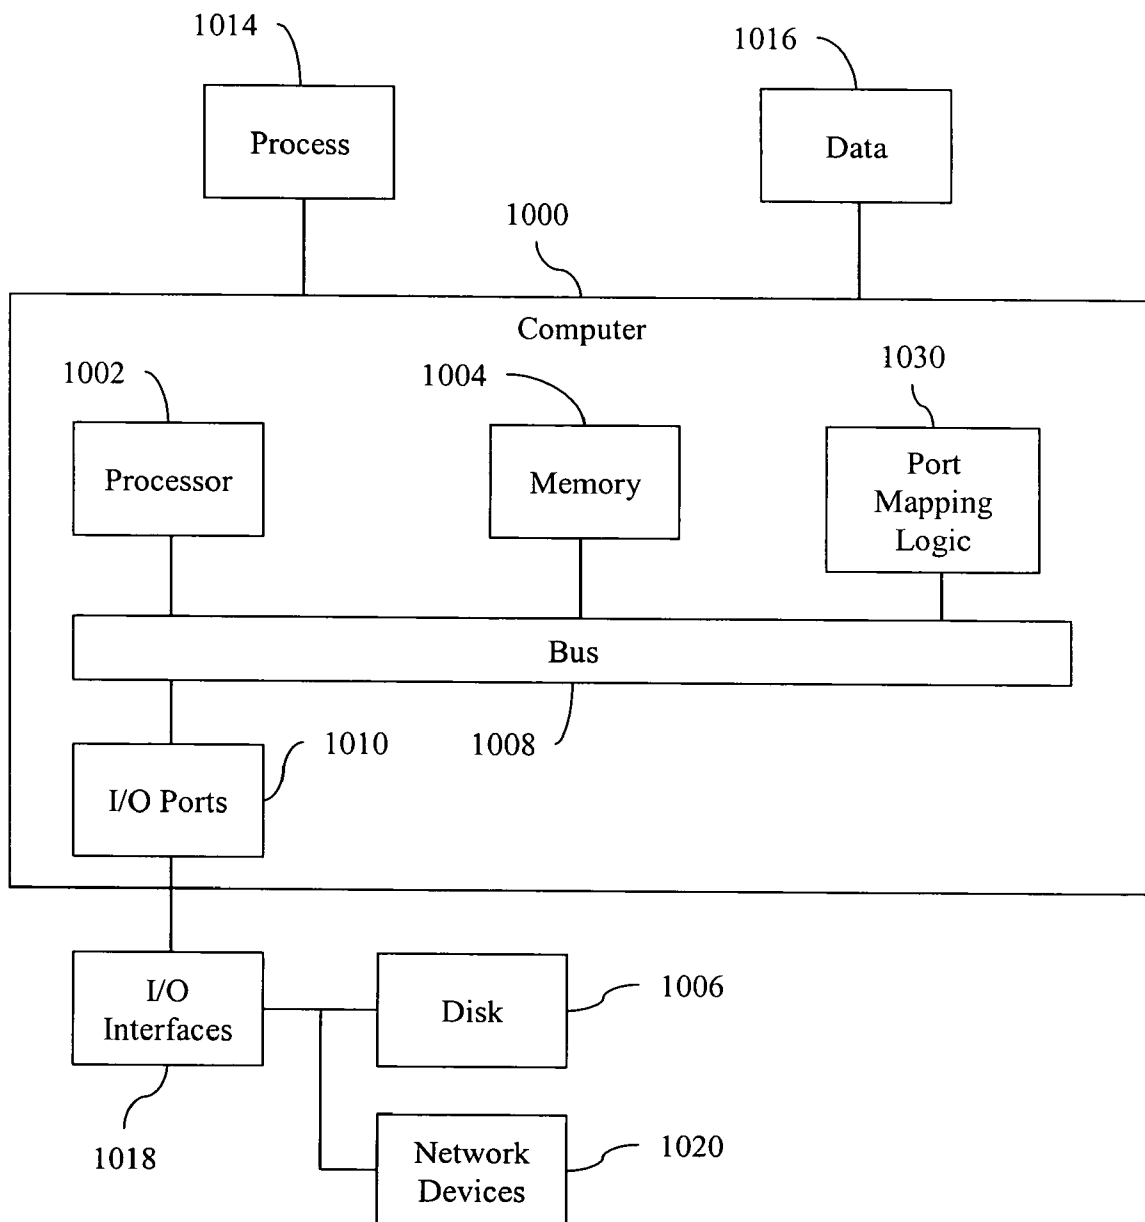 1014
1016
Process
Data
1000
Computer
1002
1004
1030
Processor
Memory
Port
Mapping
Logic
Bus
1010
1008
I/O Ports
I/O
Interfaces
Disk
1006
1018
Network
Devices
1020